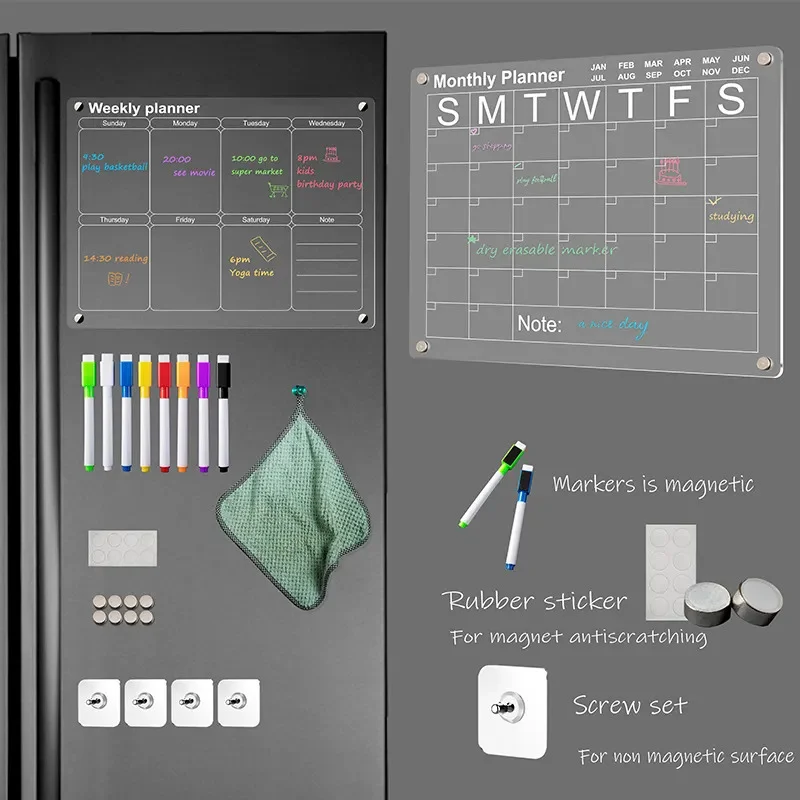 Weekly planner
Sunday Monday Tuesday Wednesday
9:30
play basketball
20:00
see movie
10:00 go to
super market
8pm
kids
birthday party
Thursday Friday Saturday Note
14:30 reading
6pm
Yoga time
Monthly Planner
JAN FEB MAR APR MAY JUN
JUL AUG SEP OCT NOV DEC
S M T W T F S
go shopping
play football
studying
dry erasable marker
Note: a nice day
Markers is magnetic
Rubber sticker
For magnet antiscratching
Screw set
For non magnetic surface